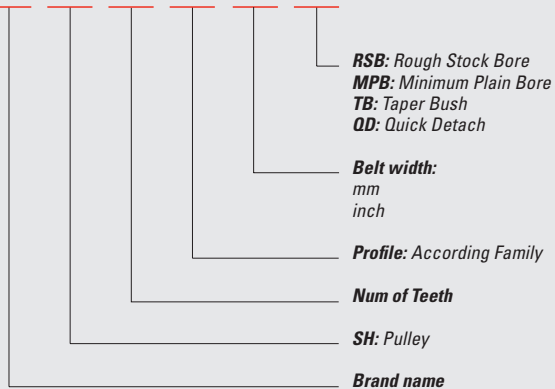 RSB: Rough Stock Bore
MPB: Minimum Plain Bore
TB: Taper Bush
QD: Quick Detach
Belt width:
mm
inch
Profile: According Family
Num of Teeth
SH: Pulley
Brand name